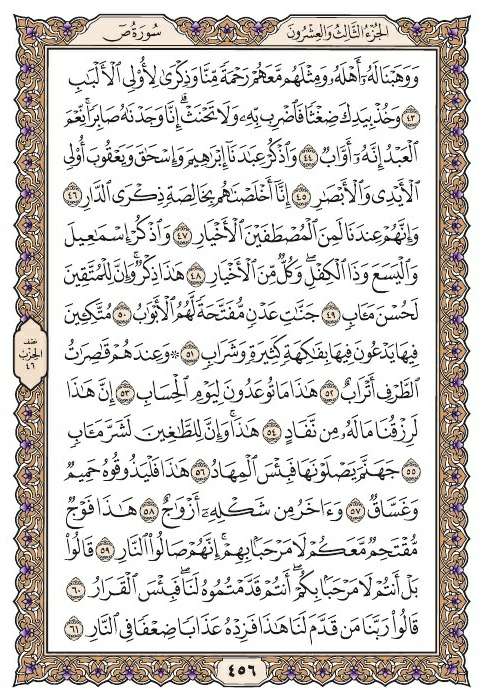 الجزء الثالث والعشرون
سورة ص
وَوَهَبْنَا لَهُۥٓ أَهْلَهُۥ وَمِثْلَهُم مَّعَهُمْ رَحْمَةً مِّنَّا وَذِكْرَىٰ لِأُو۟لِى ٱلْأَلْبَٰبِ
٤٣ وَخُذْ بِيَدِكَ ضِغْثًا فَٱضْرِب بِّهِۦ وَلَا تَحْنَثْ ۗ إِنَّا وَجَدْنَٰهُ صَابِرًا ۚ نِّعْمَ
ٱلْعَبْدُ ۖ إِنَّهُۥٓ أَوَّابٌ ٤٤ وَٱذْكُرْ عِبَٰدَنَآ إِبْرَٰهِيمَ وَإِسْحَٰقَ وَيَعْقُوبَ أُو۟لِى
ٱلْأَيْدِى وَٱلْأَبْصَٰرِ ٤٥ إِنَّآ أَخْلَصْنَٰهُم بِخَالِصَةٍ ذِكْرَى ٱلدَّارِ ٤٦
وَإِنَّهُمْ عِندَنَا لَمِنَ ٱلْمُصْطَفَيْنَ ٱلْأَخْيَارِ ٤٧ وَٱذْكُرْ إِسْمَٰعِيلَ
وَٱلْيَسَعَ وَذَا ٱلْكِفْلِ ۖ وَكُلٌّ مِّنَ ٱلْأَخْيَارِ ٤٨ هَٰذَا ذِكْرٌ ۚ وَإِنَّ لِلْمُتَّقِينَ
لَحُسْنَ مَـَٔابٍ ٤٩ جَنَّٰتِ عَدْنٍ مُّفَتَّحَةً لَّهُمُ ٱلْأَبْوَٰبُ ٥٠ مُتَّكِـِٔينَ
فِيهَا يَدْعُونَ فِيهَا بِفَٰكِهَةٍ كَثِيرَةٍ وَشَرَابٍ ٥١ ۞ وَعِندَهُمْ قَٰصِرَٰتُ
ٱلطَّرْفِ أَتْرَابٌ ٥٢ هَٰذَا مَا تُوعَدُونَ لِيَوْمِ ٱلْحِسَابِ ٥٣ إِنَّ هَٰذَا
لَرِزْقُنَا مَا لَهُۥ مِن نَّفَادٍ ٥٤ هَٰذَا ۚ وَإِنَّ لِلطَّٰغِينَ لَشَرَّ مَـَٔابٍ
٥٥ جَهَنَّمَ يَصْلَوْنَهَا فَبِئْسَ ٱلْمِهَادُ ٥٦ هَٰذَا فَلْيَذُوقُوهُ حَمِيمٌ
وَغَسَّاقٌ ٥٧ وَءَاخَرُ مِن شَكْلِهِۦٓ أَزْوَٰجٌ ٥٨ هَٰذَا فَوْجٌ
مُّقْتَحِمٌ مَّعَكُمْ ۖ لَا مَرْحَبًۢا بِهِمْ ۚ إِنَّهُمْ صَالُوا۟ ٱلنَّارِ ٥٩ قَالُوا۟
بَلْ أَنتُمْ لَا مَرْحَبًۢا بِكُمْ ۖ أَنتُمْ قَدَّمْتُمُوهُ لَنَا ۖ فَبِئْسَ ٱلْقَرَارُ ٦٠
قَالُوا۟ رَبَّنَا مَن قَدَّمَ لَنَا هَٰذَا فَزِدْهُ عَذَابًا ضِعْفًا فِى ٱلنَّارِ ٦١
نصف
الحزب
٤٦
٤٥٦